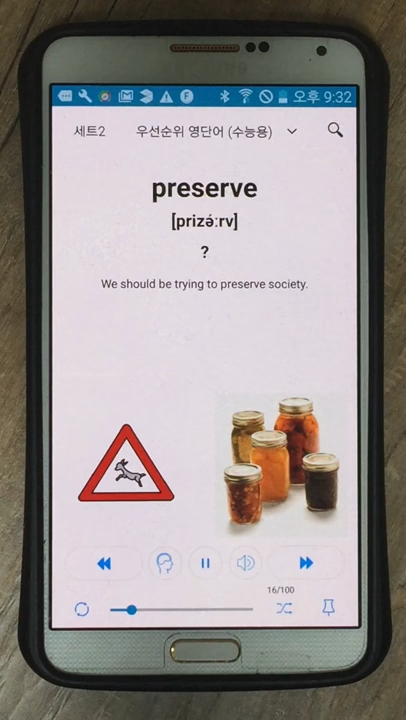 오후 9:32
세트2 우선순위 영단어 (수능용)
preserve
[prizə́ːrv]
?
We should be trying to preserve society.
16/100